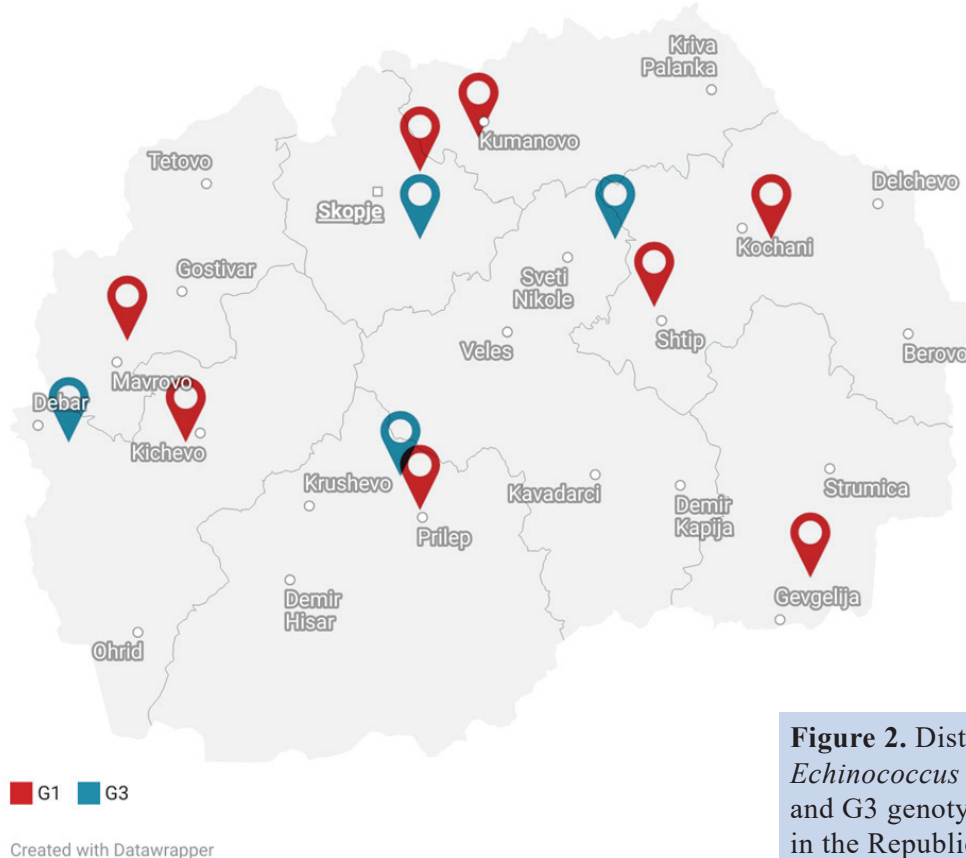 Kriva
Palanka
Kumanovo
Tetovo
Skopje
Delchevo
Kochani
Gostivar
Sveti
Nikole
Shtip
Veles
Berovo
Mavrovo
Debar
Kichevo
Krushevo
Kavadarci
Demir
Kapija
Strumica
Prilep
Demir
Hisar
Gevgelija
Ohrid
G1 G3
Created with Datawrapper
Figure 2. Dist
Echinococcus
and G3 genoty
in the Republic